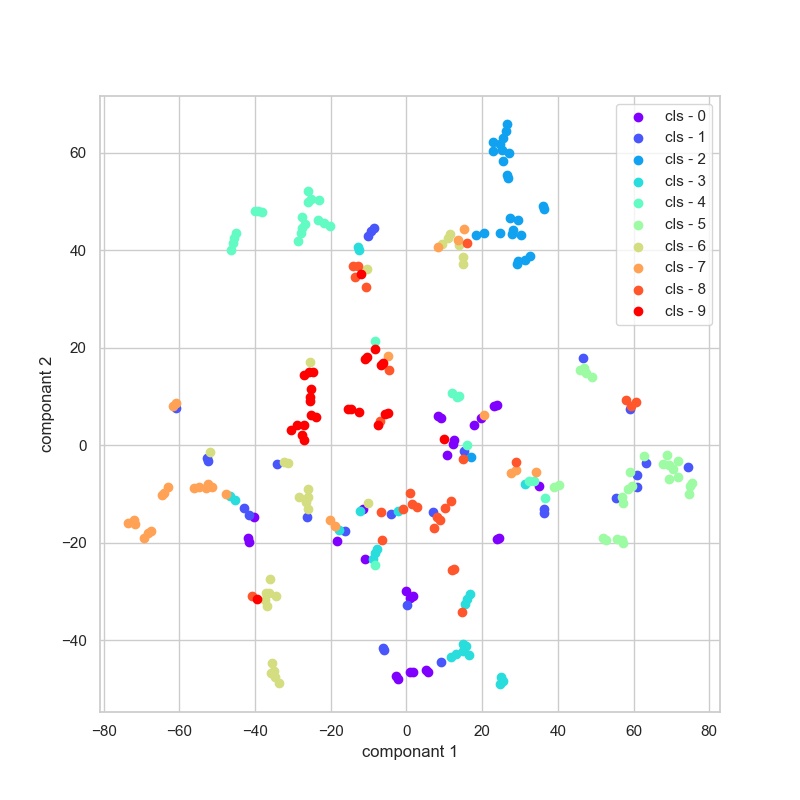 cls - 0
cls - 1
cls - 2
cls - 3
cls - 4
cls - 5
cls - 6
cls - 7
cls - 8
cls - 9
60
40
20
0
−20
−40
componant 2
−80 −60 −40 −20 0 20 40 60 80
componant 1